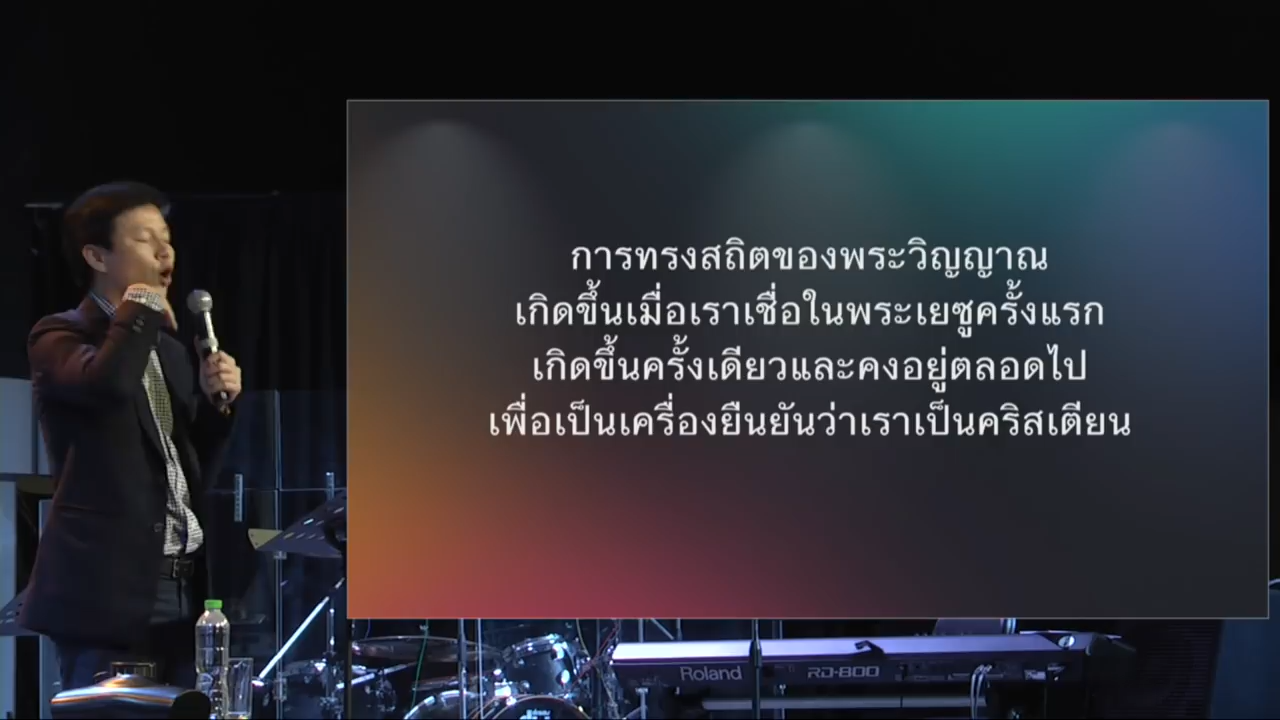 การทรงสถิตของพระวิญญาณ
เกิดขึ้นเมื่อเราเชื่อในพระเยซูครั้งแรก
เกิดขึ้นครั้งเดียวและคงอยู่ตลอดไป
เพื่อเป็นเครื่องยืนยันว่าเราเป็นคริสเตียน
Roland
RD-800